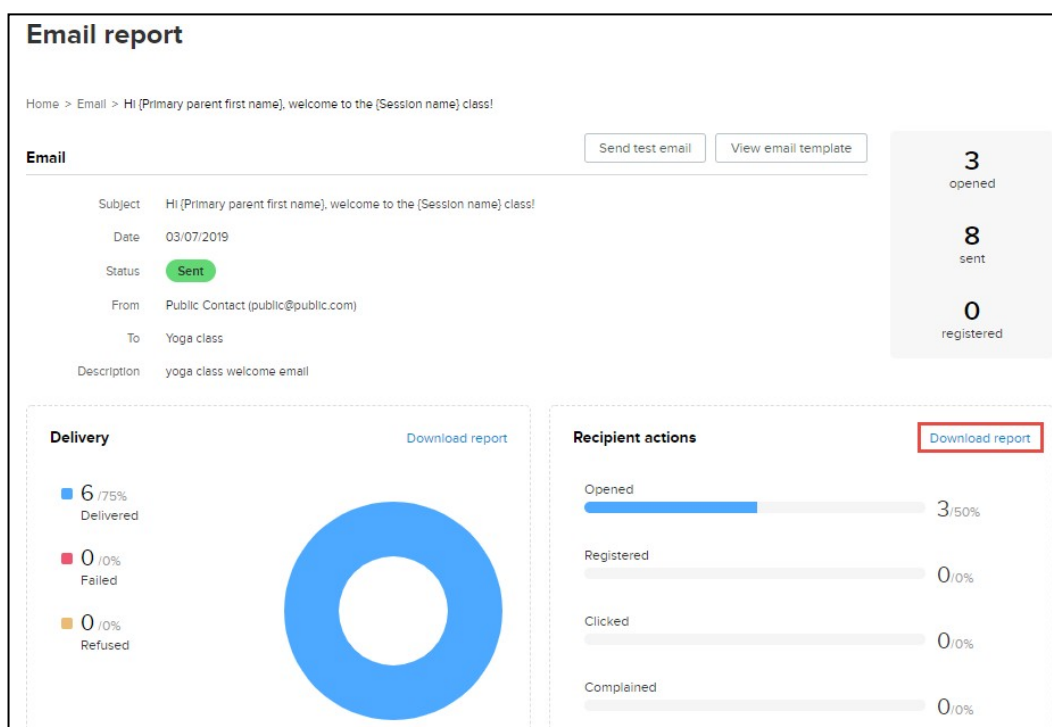 Email report
Home > Email > Hi {Primary parent first name}, welcome to the {Session name} class!
Email
Send test email
View email template
Subject Hi {Primary parent first name}, welcome to the {Session name} class!
Date 03/07/2019
Status Sent
From Public Contact (public@public.com)
To Yoga class
Description yoga class welcome email
3
opened
8
sent
0
registered
Delivery Download report
6 /75%
Delivered
0 /0%
Failed
0 /0%
Refused
Recipient actions Download report
Opened
3/50%
Registered
0/0%
Clicked
0/0%
Complained
0/0%